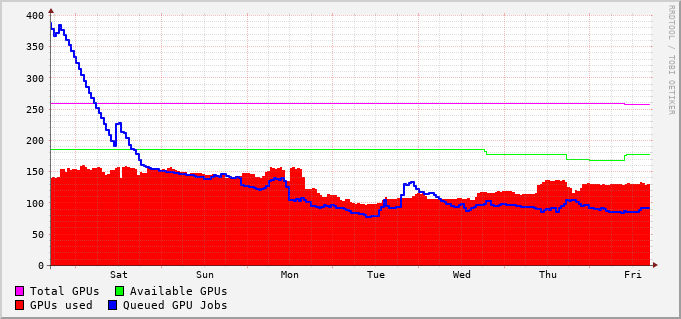 400
350
300
250
200
150
100
50
0
Sat Sun Mon Tue Wed Thu Fri
Total GPUs Available GPUs
GPUs used Queued GPU Jobs
RRDTOOL / TOBI OETIKER